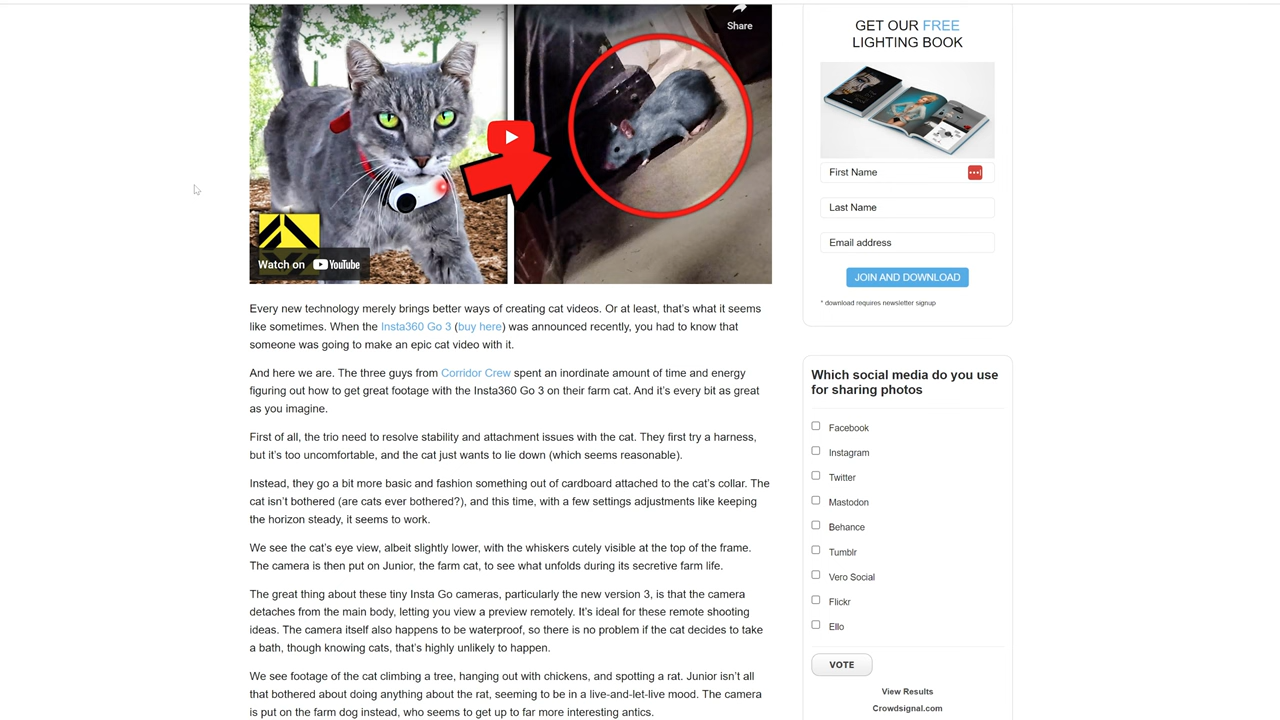 Share
Watch on YouTube
Every new technology merely brings better ways of creating cat videos. Or at least, that's what it seems
like sometimes. When the Insta360 Go 3 (buy here) was announced recently, you had to know that
someone was going to make an epic cat video with it.
And here we are. The three guys from Corridor Crew spent an inordinate amount of time and energy
figuring out how to get great footage with the Insta360 Go 3 on their farm cat. And it's every bit as great
as you imagine.
First of all, the trio need to resolve stability and attachment issues with the cat. They first try a harness,
but it's too uncomfortable, and the cat just wants to lie down (which seems reasonable).
Instead, they go a bit more basic and fashion something out of cardboard attached to the cat's collar. The
cat isn't bothered (are cats ever bothered?), and this time, with a few settings adjustments like keeping
the horizon steady, it seems to work.
We see the cat's eye view, albeit slightly lower, with the whiskers cutely visible at the top of the frame.
The camera is then put on Junior, the farm cat, to see what unfolds during its secretive farm life.
The great thing about these tiny Insta Go cameras, particularly the new version 3, is that the camera
detaches from the main body, letting you view a preview remotely. It's ideal for these remote shooting
ideas. The camera itself also happens to be waterproof, so there is no problem if the cat decides to take
a bath, though knowing cats, that's highly unlikely to happen.
We see footage of the cat climbing a tree, hanging out with chickens, and spotting a rat. Junior isn't all
that bothered about doing anything about the rat, seeming to be in a live-and-let-live mood. The camera
is put on the farm dog instead, who seems to get up to far more interesting antics.
GET OUR FREE
LIGHTING BOOK
First Name
Last Name
Email address
JOIN AND DOWNLOAD
* download requires newsletter signup
Which social media do you use
for sharing photos
Facebook
Instagram
Twitter
Mastodon
Behance
Tumblr
Vero Social
Flickr
Ello
VOTE
View Results
Crowdsignal.com